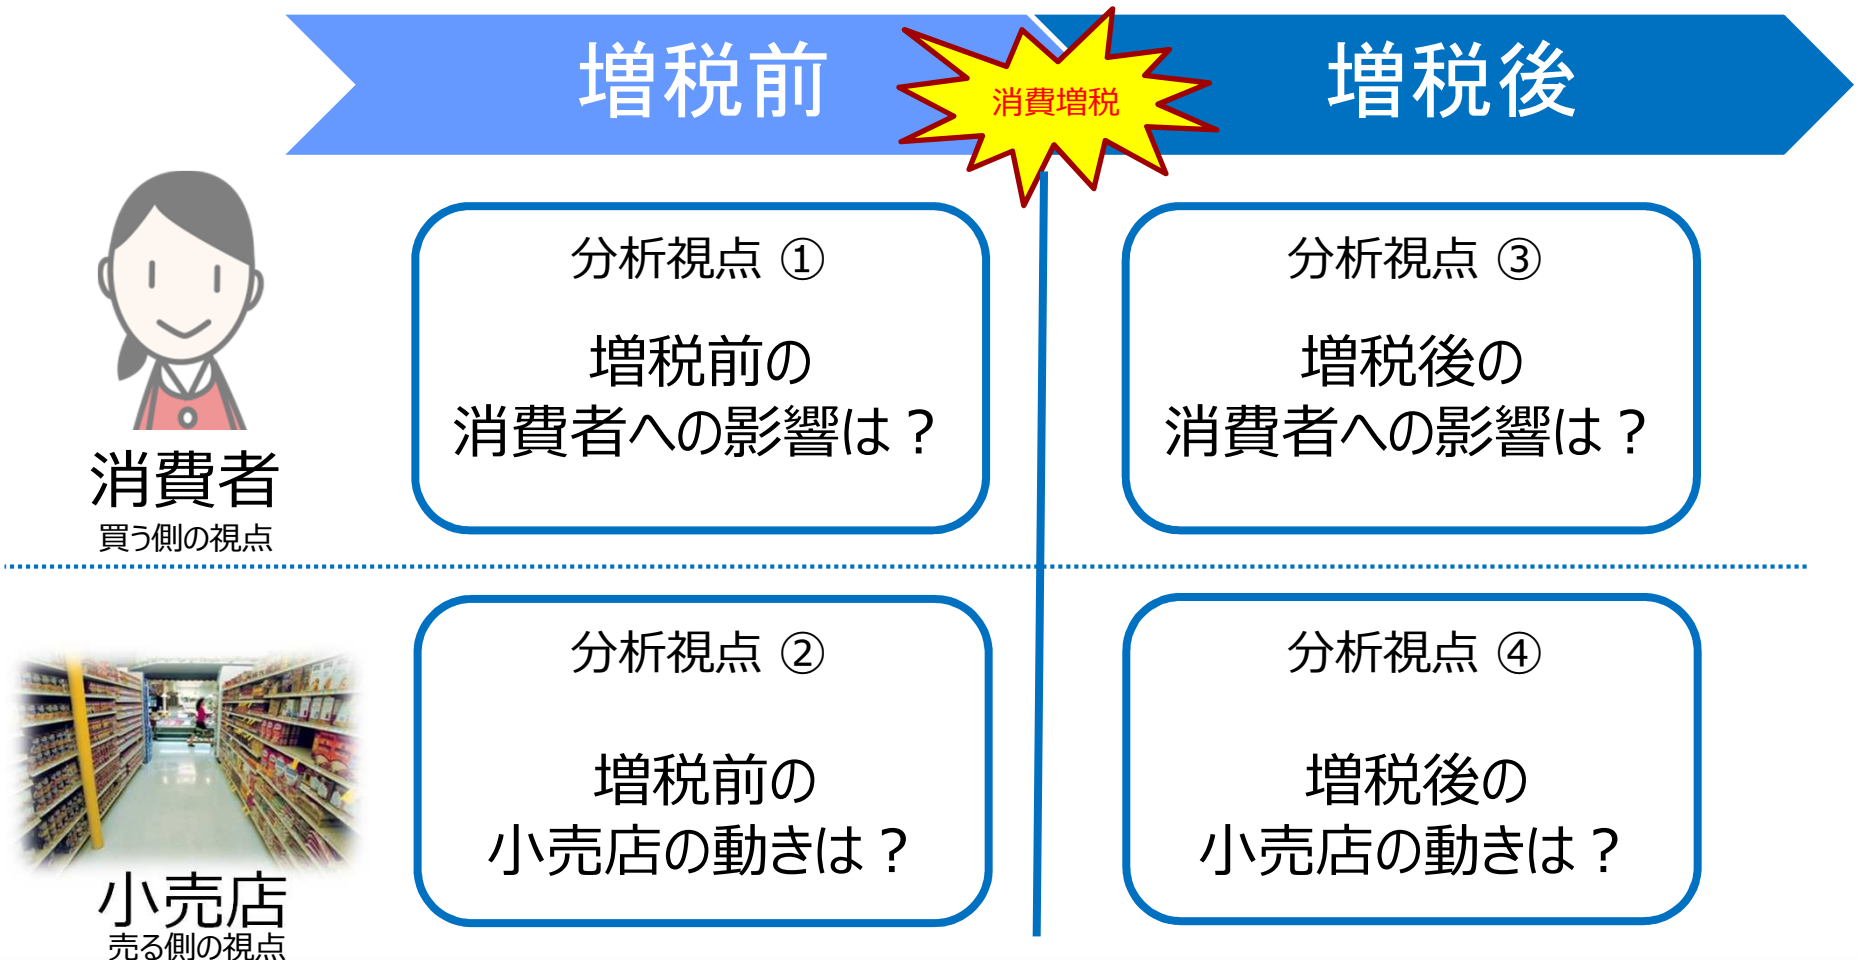 増税前
消費増税
増税後
消費者
買う側の視点
分析視点 ①
増税前の
消費者への影響は？
分析視点 ③
増税後の
消費者への影響は？
小売店
売る側の視点
分析視点 ②
増税前の
小売店の動きは？
分析視点 ④
増税後の
小売店の動きは？